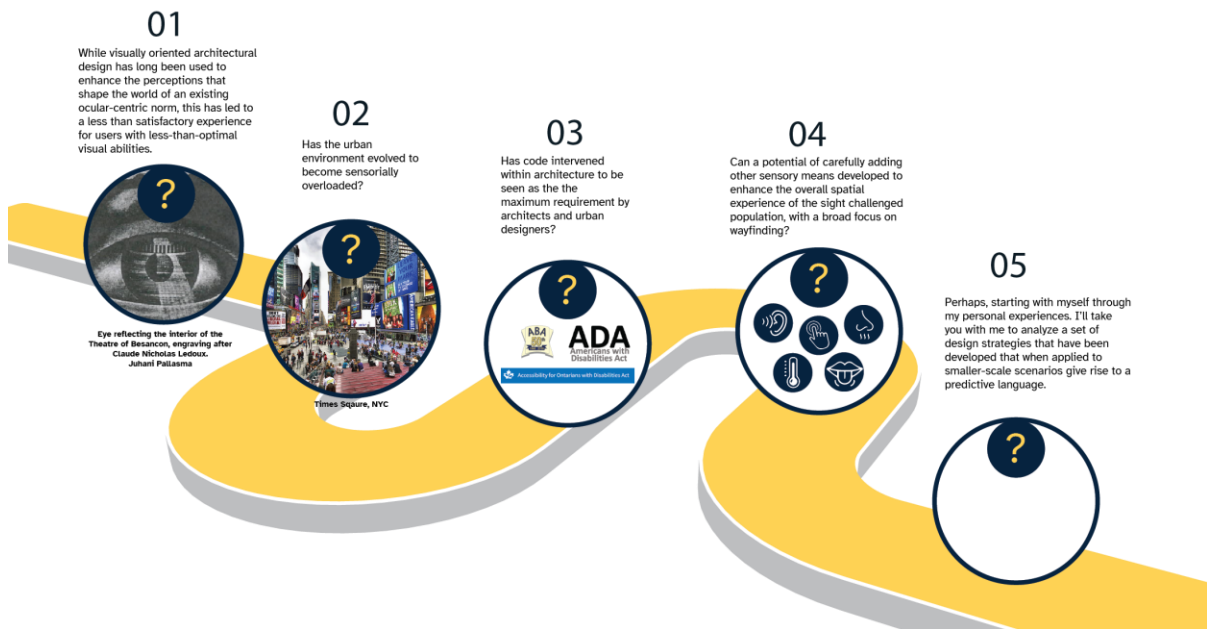 01
While visually oriented architectural
design has long been used to
enhance the perceptions that
shape the world of an existing
ocular-centric norm, this has led to
a less than satisfactory experience
for users with less-than-optimal
visual abilities.
?
Eye reflecting the interior of the
Theatre of Besancon, engraving after
Claude Nicholas Ledoux.
Juhani Pallasma
02
Has the urban
environment evolved to
become sensorially
overloaded?
?
Times Sqaure, NYC
03
Has code intervened
within architecture to be
seen as the the
maximum requirement by
architects and urban
designers?
?
ABA
ADA
Americans with
Disabilities Act
Accessibility for Ontarians with Disabilities Act
04
Can a potential of carefully adding
other sensory means developed to
enhance the overall spatial
experience of the sight challenged
population, with a broad focus on
wayfinding?
?
05
Perhaps, starting with myself through
my personal experiences. I'll take
you with me to analyze a set of
design strategies that have been
developed that when applied to
smaller-scale scenarios give rise to a
predictive language.
?